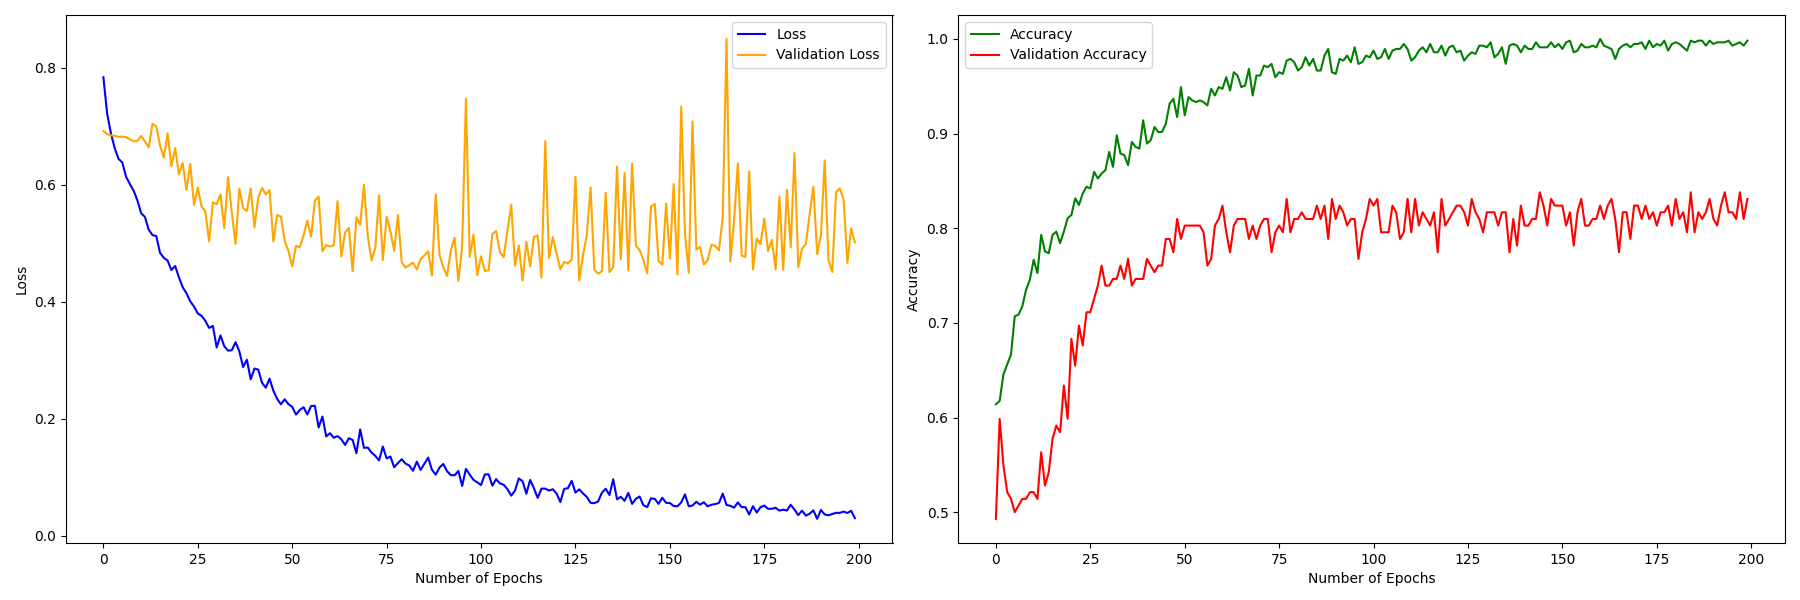 Loss
Validation Loss
0.8
0.6
0.4
0.2
0.0
Loss
0 25 50 75 100 125 150 175 200
Number of Epochs
Accuracy
Validation Accuracy
1.0
0.9
0.8
0.7
0.6
0.5
Accuracy
0 25 50 75 100 125 150 175 200
Number of Epochs